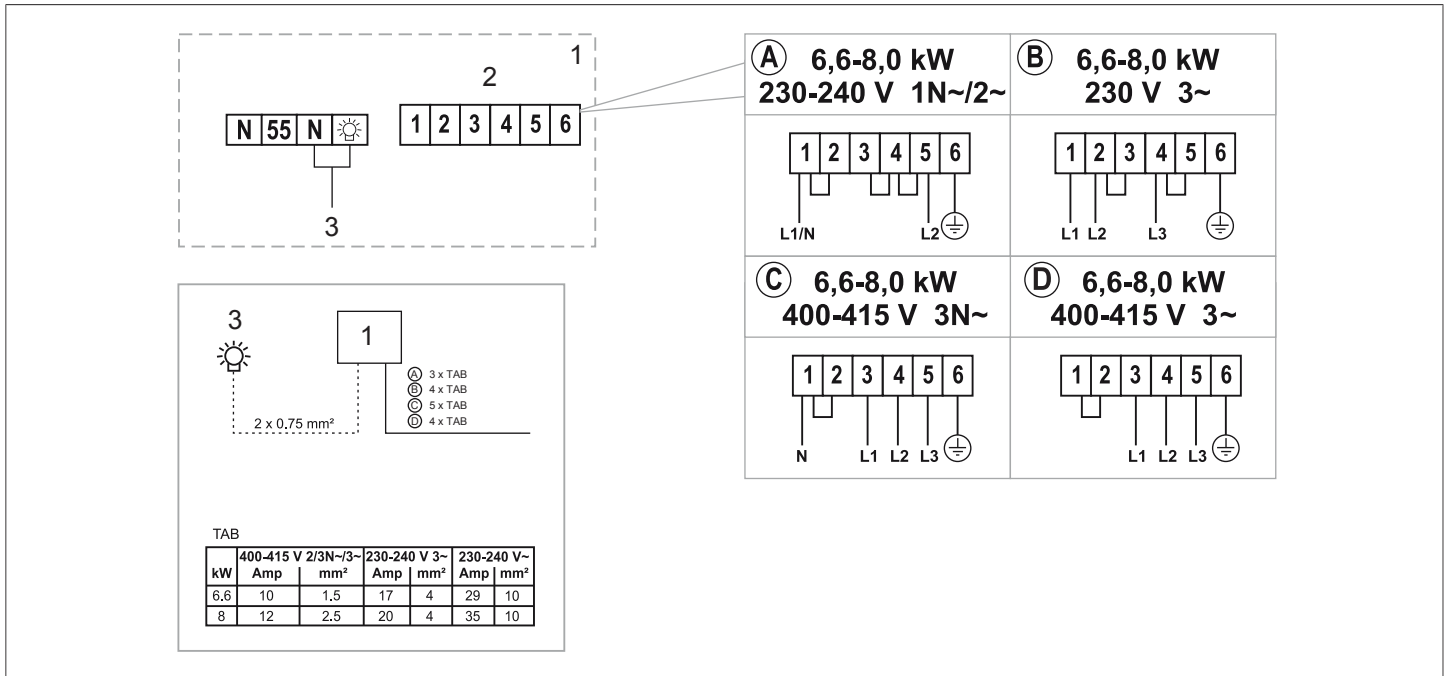 1
2
N 55 N
1 2 3 4 5 6
3
A 6,6-8,0 kW
230-240 V 1N~/2~
1 2 3 4 5 6
L1/N L2
B 6,6-8,0 kW
230 V 3~
1 2 3 4 5 6
L1 L2 L3
C 6,6-8,0 kW
400-415 V 3N~
1 2 3 4 5 6
N L1 L2 L3
D 6,6-8,0 kW
400-415 V 3~
1 2 3 4 5 6
L1 L2 L3
3
1
A 3 x TAB
B 4 x TAB
C 5 x TAB
D 4 x TAB
2 x 0.75 mm²
TAB
400-415 V 2/3N~/3~ 230-240 V 3~ 230-240 V~
kW Amp mm² Amp mm² Amp mm²
6.6 10 1.5 17 4 29 10
8 12 2.5 20 4 35 10